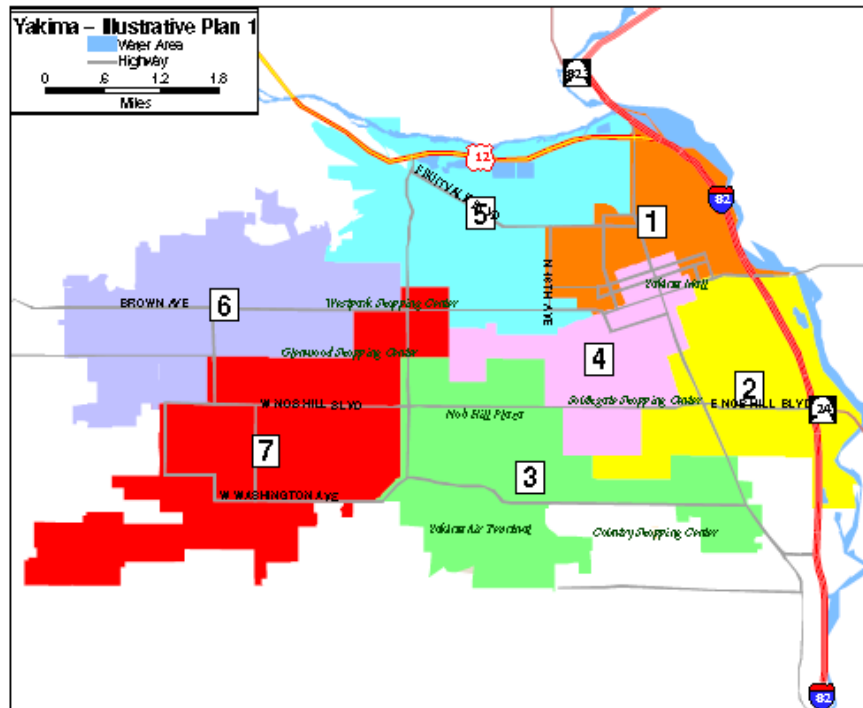 Yakima – Illustrative Plan 1
Water Area
Highway
0 .6 1.2 1.8
Miles
82
12
82
5
1
N 16TH AVE
Yakima Mall
BROWN AVE
6
Westpark Shopping Center
Glenwood Shopping Center
4
2
W NOB HILL BLVD
Nob Hill Plaza
Southgate Shopping Center
E NOB HILL BLVD
24
7
3
W WASHINGTON AVE
Yakima Air Terminal
Country Shopping Center
82